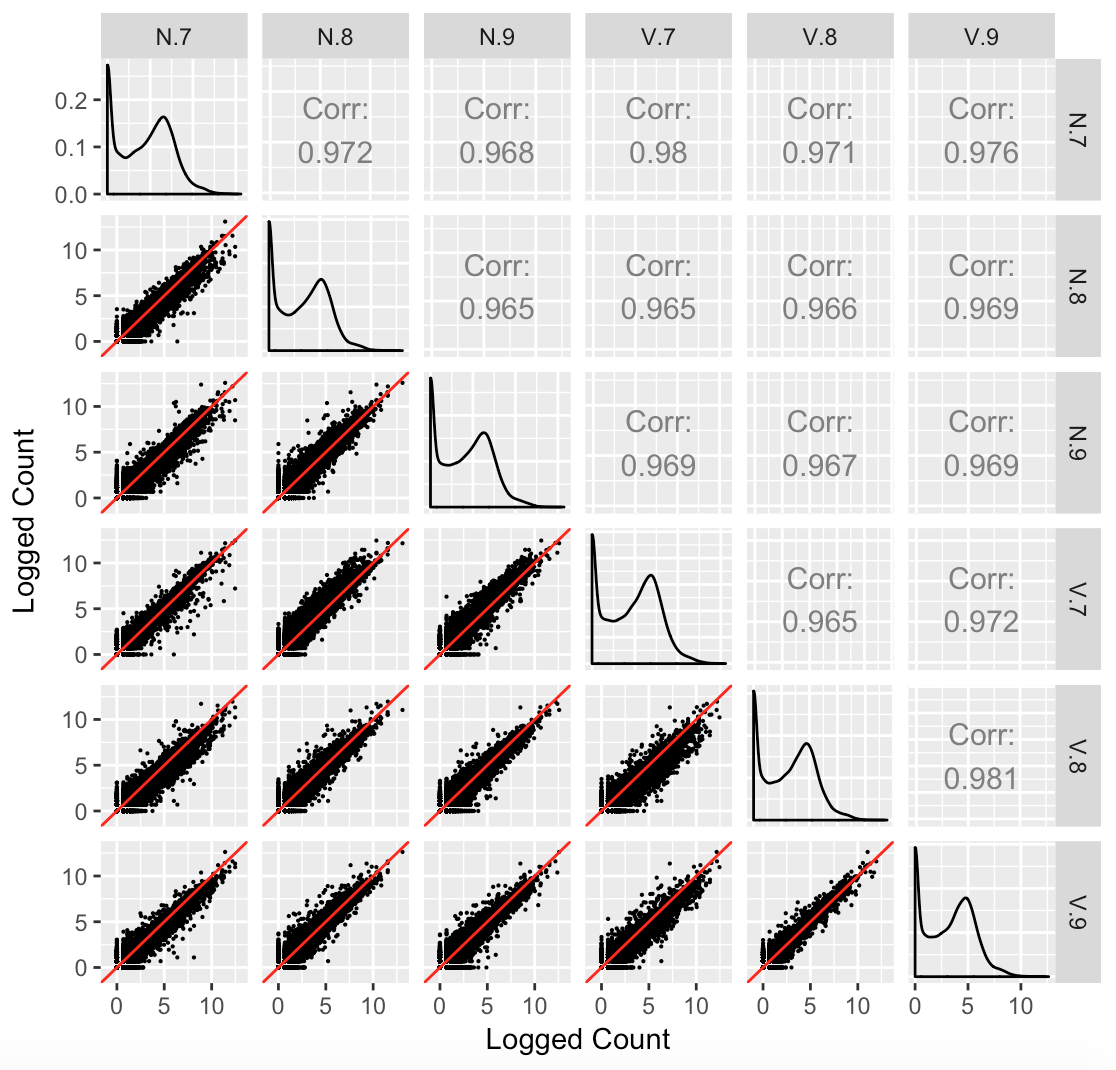 N.7 N.8 N.9 V.7 V.8 V.9
0.2
0.1
0.0
Corr: Corr: Corr: Corr: Corr:
0.972 0.968 0.98 0.971 0.976
N.7
10
5
0
Corr: Corr: Corr: Corr:
0.965 0.965 0.966 0.969
N.8
10
5
0
Corr: Corr: Corr:
0.969 0.967 0.969
N.9
10
5
0
Corr: Corr:
0.965 0.972
V.7
10
5
0
Corr:
0.981
V.8
10
5
0
V.9
0 5 10 0 5 10 0 5 10 0 5 10 0 5 10 0 5 10
Logged Count
Logged Count